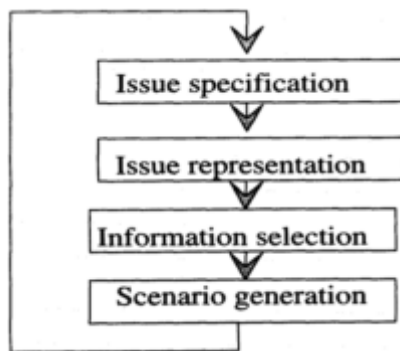 Issue specification
Issue representation
Information selection
Scenario generation